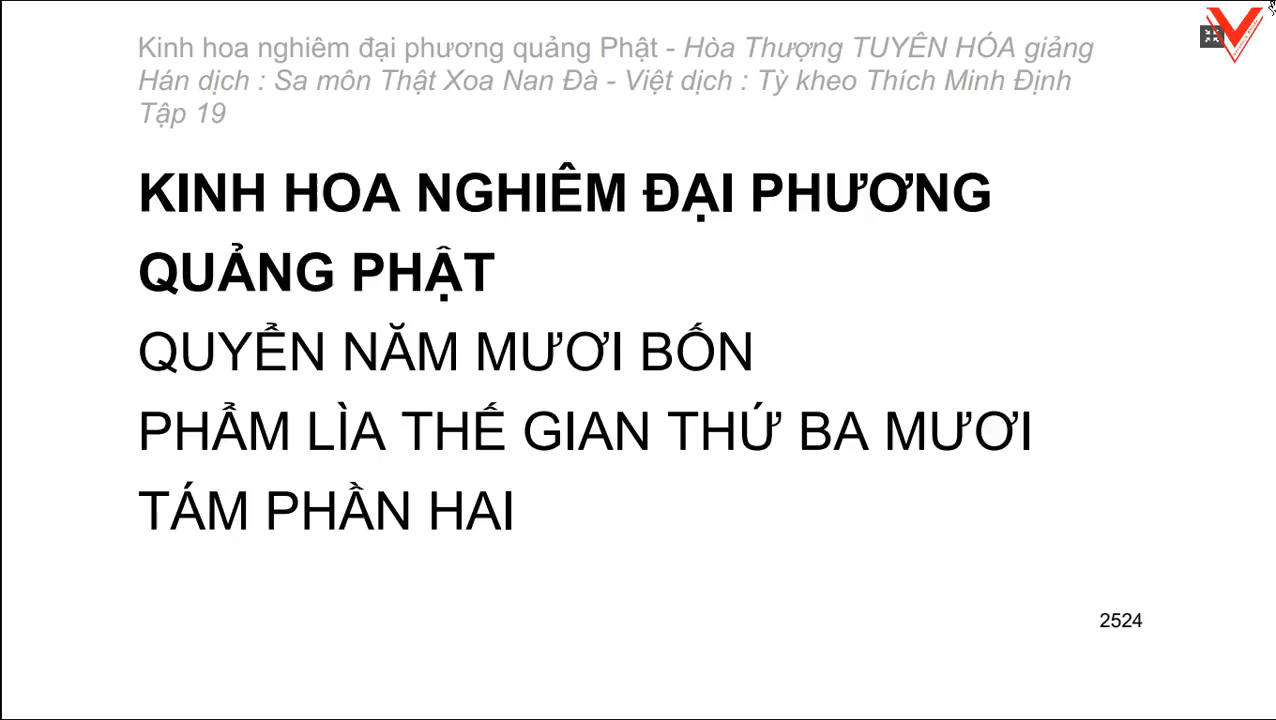 Kinh hoa nghiêm đại phương quảng Phật - Hòa Thượng TUYÊN HÓA giảng
Hán dịch : Sa môn Thật Xoa Nan Đà - Việt dịch : Tỳ kheo Thích Minh Định
Tập 19
KINH HOA NGHIÊM ĐẠI PHƯƠNG
QUẢNG PHẬT
QUYỂN NĂM MƯƠI BỐN
PHẨM LÌA THẾ GIAN THỨ BA MƯƠI
TÁM PHẦN HAI
2524